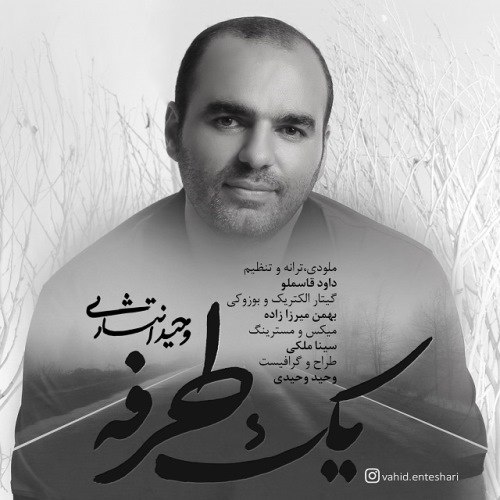 ملودی،ترانه و تنظیم
داود قاسملو
گیتار الکتریک و بوزوکی
بهمن میرزا زاده
میکس و مسترینگ
سینا ملکی
طراح و گرافیست
وحید وحیدی
وحید انتشاری
یک طرفه
vahid.enteshari